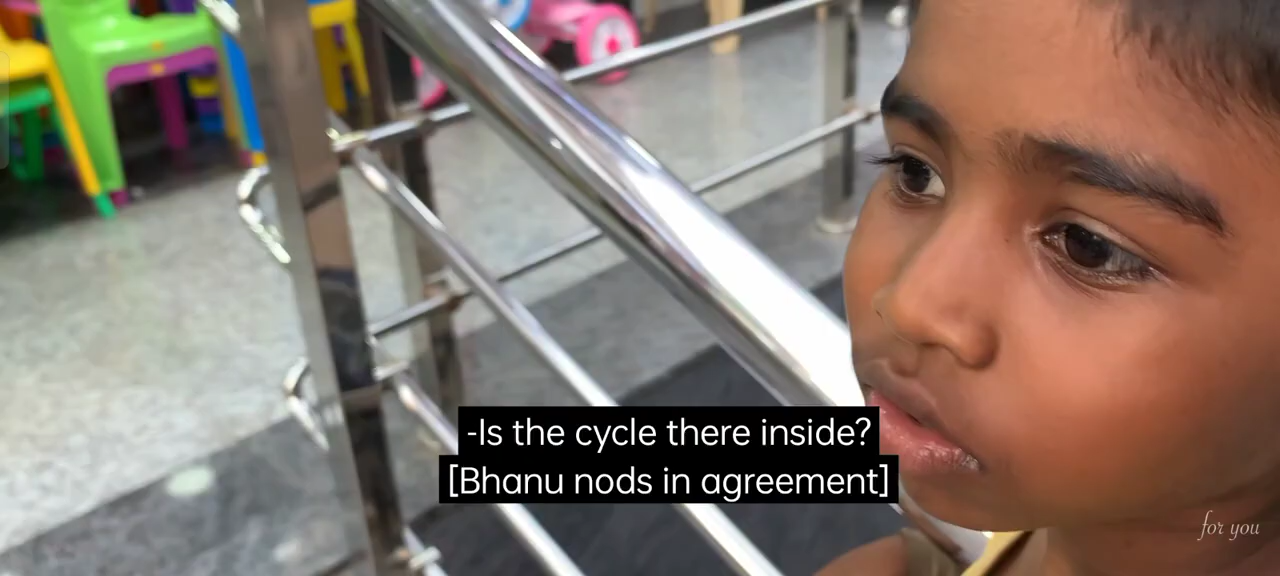 -Is the cycle there inside?
[Bhanu nods in agreement]
for you